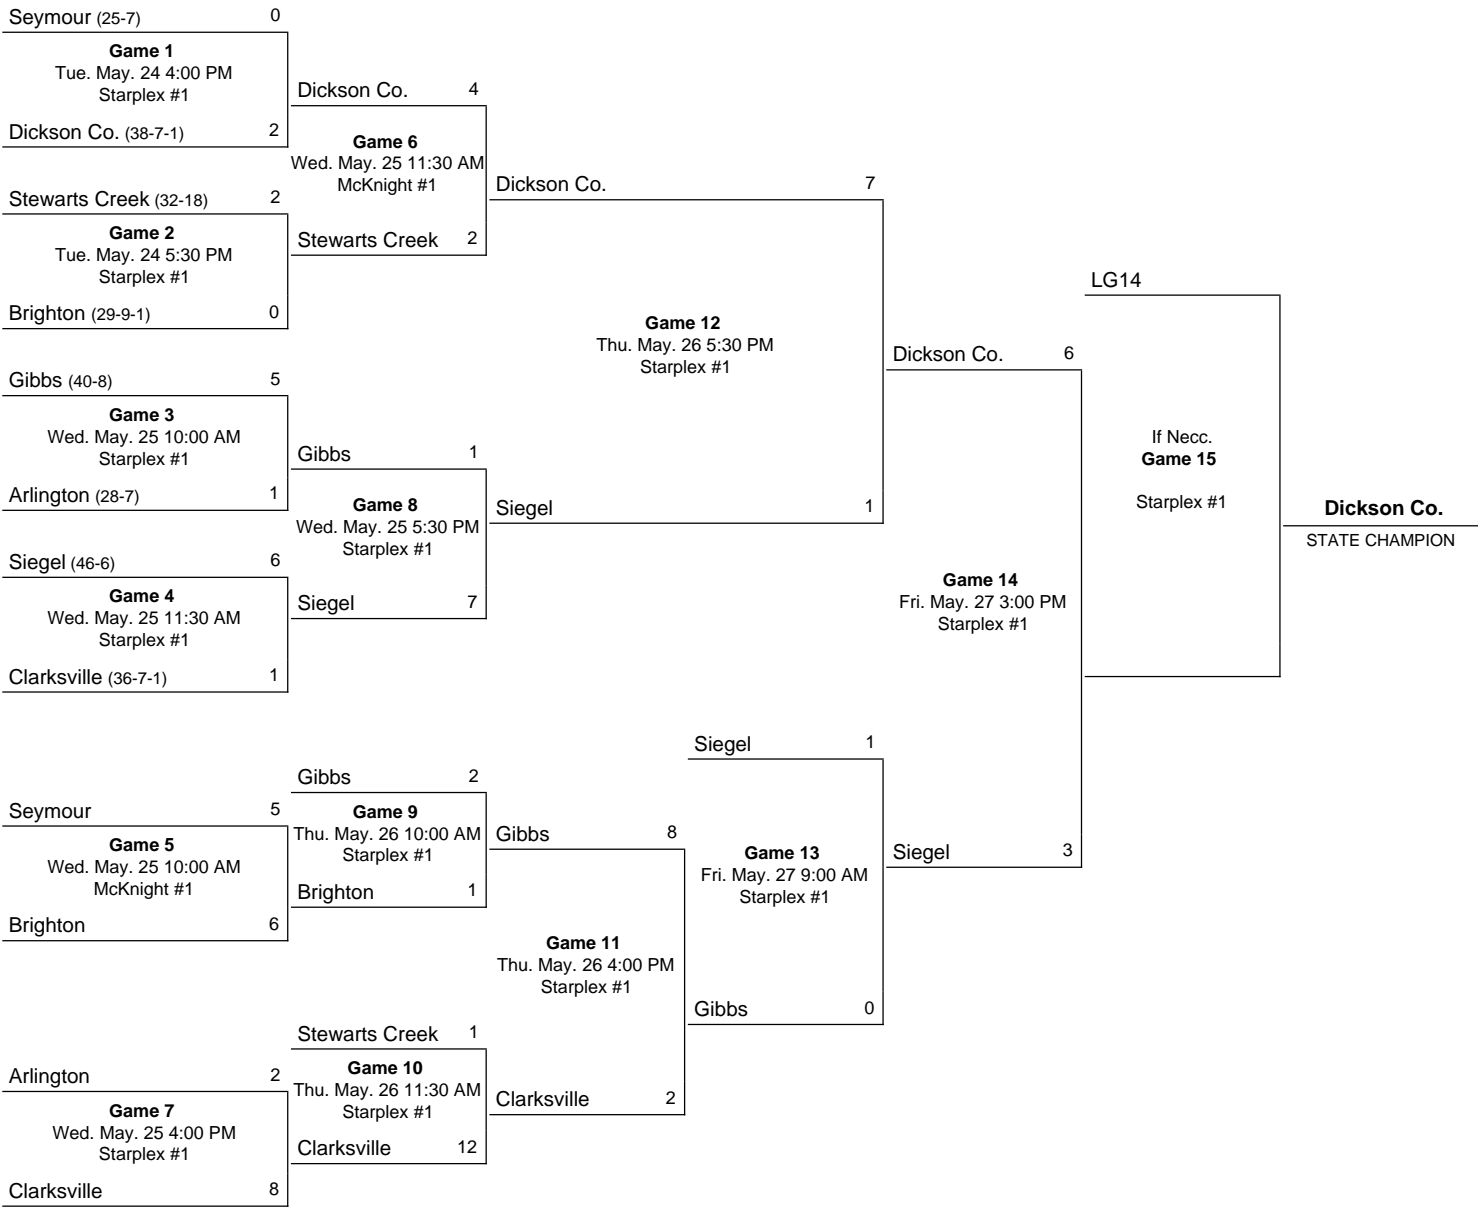 Seymour (25-7) 0
Game 1
Tue. May. 24 4:00 PM
Starplex #1
Dickson Co. (38-7-1) 2
Stewarts Creek (32-18) 2
Game 2
Tue. May. 24 5:30 PM
Starplex #1
Brighton (29-9-1) 0
Gibbs (40-8) 5
Game 3
Wed. May. 25 10:00 AM
Starplex #1
Arlington (28-7) 1
Siegel (46-6) 6
Game 4
Wed. May. 25 11:30 AM
Starplex #1
Clarksville (36-7-1) 1
Seymour 5
Game 5
Wed. May. 25 10:00 AM
McKnight #1
Brighton 6
Arlington 2
Game 7
Wed. May. 25 4:00 PM
Starplex #1
Clarksville 8
Dickson Co. 4
Game 6
Wed. May. 25 11:30 AM
McKnight #1
Stewarts Creek 2
Gibbs 1
Game 8
Wed. May. 25 5:30 PM
Starplex #1
Siegel 7
Gibbs 2
Game 9
Thu. May. 26 10:00 AM
Starplex #1
Brighton 1
Stewarts Creek 1
Game 10
Thu. May. 26 11:30 AM
Starplex #1
Clarksville 12
Dickson Co. 7
Game 12
Thu. May. 26 5:30 PM
Starplex #1
Siegel 1
Gibbs 8
Game 11
Thu. May. 26 4:00 PM
Starplex #1
Clarksville 2
Siegel 1
Game 13
Fri. May. 27 9:00 AM
Starplex #1
Gibbs 0
Dickson Co. 6
Game 14
Fri. May. 27 3:00 PM
Starplex #1
Siegel 3
LG14
If Necc.
Game 15
Starplex #1
Dickson Co.
STATE CHAMPION